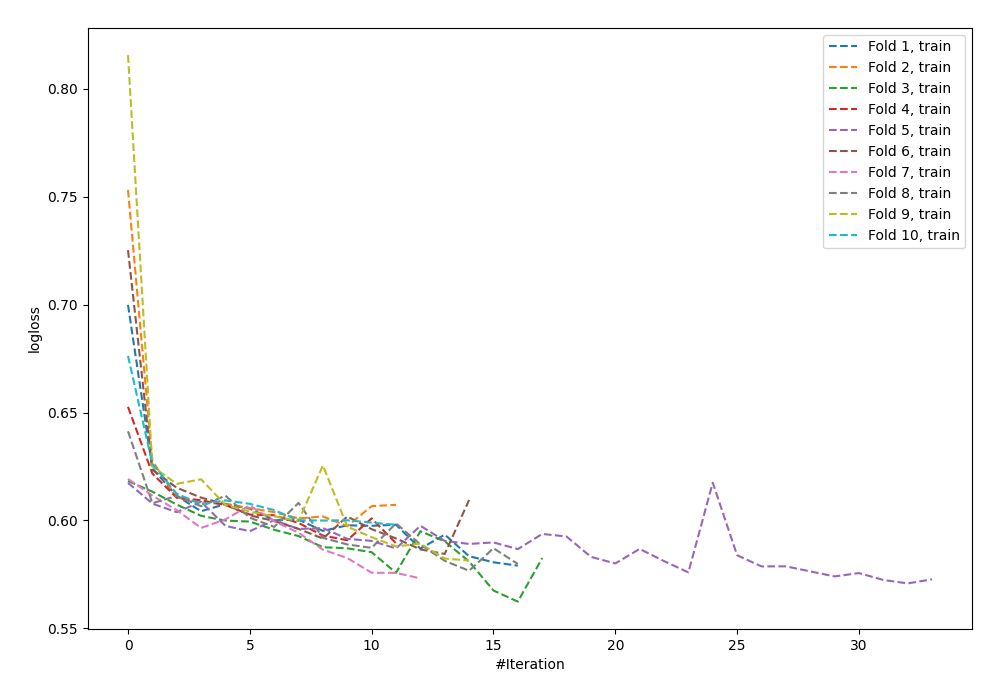 Fold 1, train
Fold 2, train
Fold 3, train
Fold 4, train
Fold 5, train
Fold 6, train
Fold 7, train
Fold 8, train
Fold 9, train
Fold 10, train
logloss
0.80
0.75
0.70
0.65
0.60
0.55
0 5 10 15 20 25 30
#Iteration